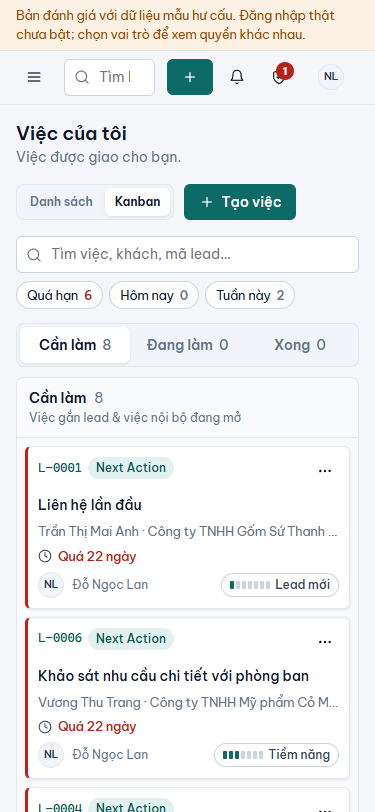 Bản đánh giá với dữ liệu mẫu hư cấu. Đăng nhập thật
chưa bật; chọn vai trò để xem quyền khác nhau.
Tìm
1
NL
Việc của tôi
Việc được giao cho bạn.
Danh sách
Kanban
Tạo việc
Tìm việc, khách, mã lead...
Quá hạn 6
Hôm nay 0
Tuần này 2
Cần làm 8
Đang làm 0
Xong 0
Cần làm 8
Việc gắn lead & việc nội bộ đang mở
L-0001 Next Action
Liên hệ lần đầu
Trần Thị Mai Anh · Công ty TNHH Gốm Sứ Thanh ...
Quá 22 ngày
NL Đỗ Ngọc Lan
Lead mới
L-0006 Next Action
Khảo sát nhu cầu chi tiết với phòng ban
Vương Thu Trang · Công ty TNHH Mỹ phẩm Cỏ M...
Quá 22 ngày
NL Đỗ Ngọc Lan
Tiềm năng
L-0004 Next Action